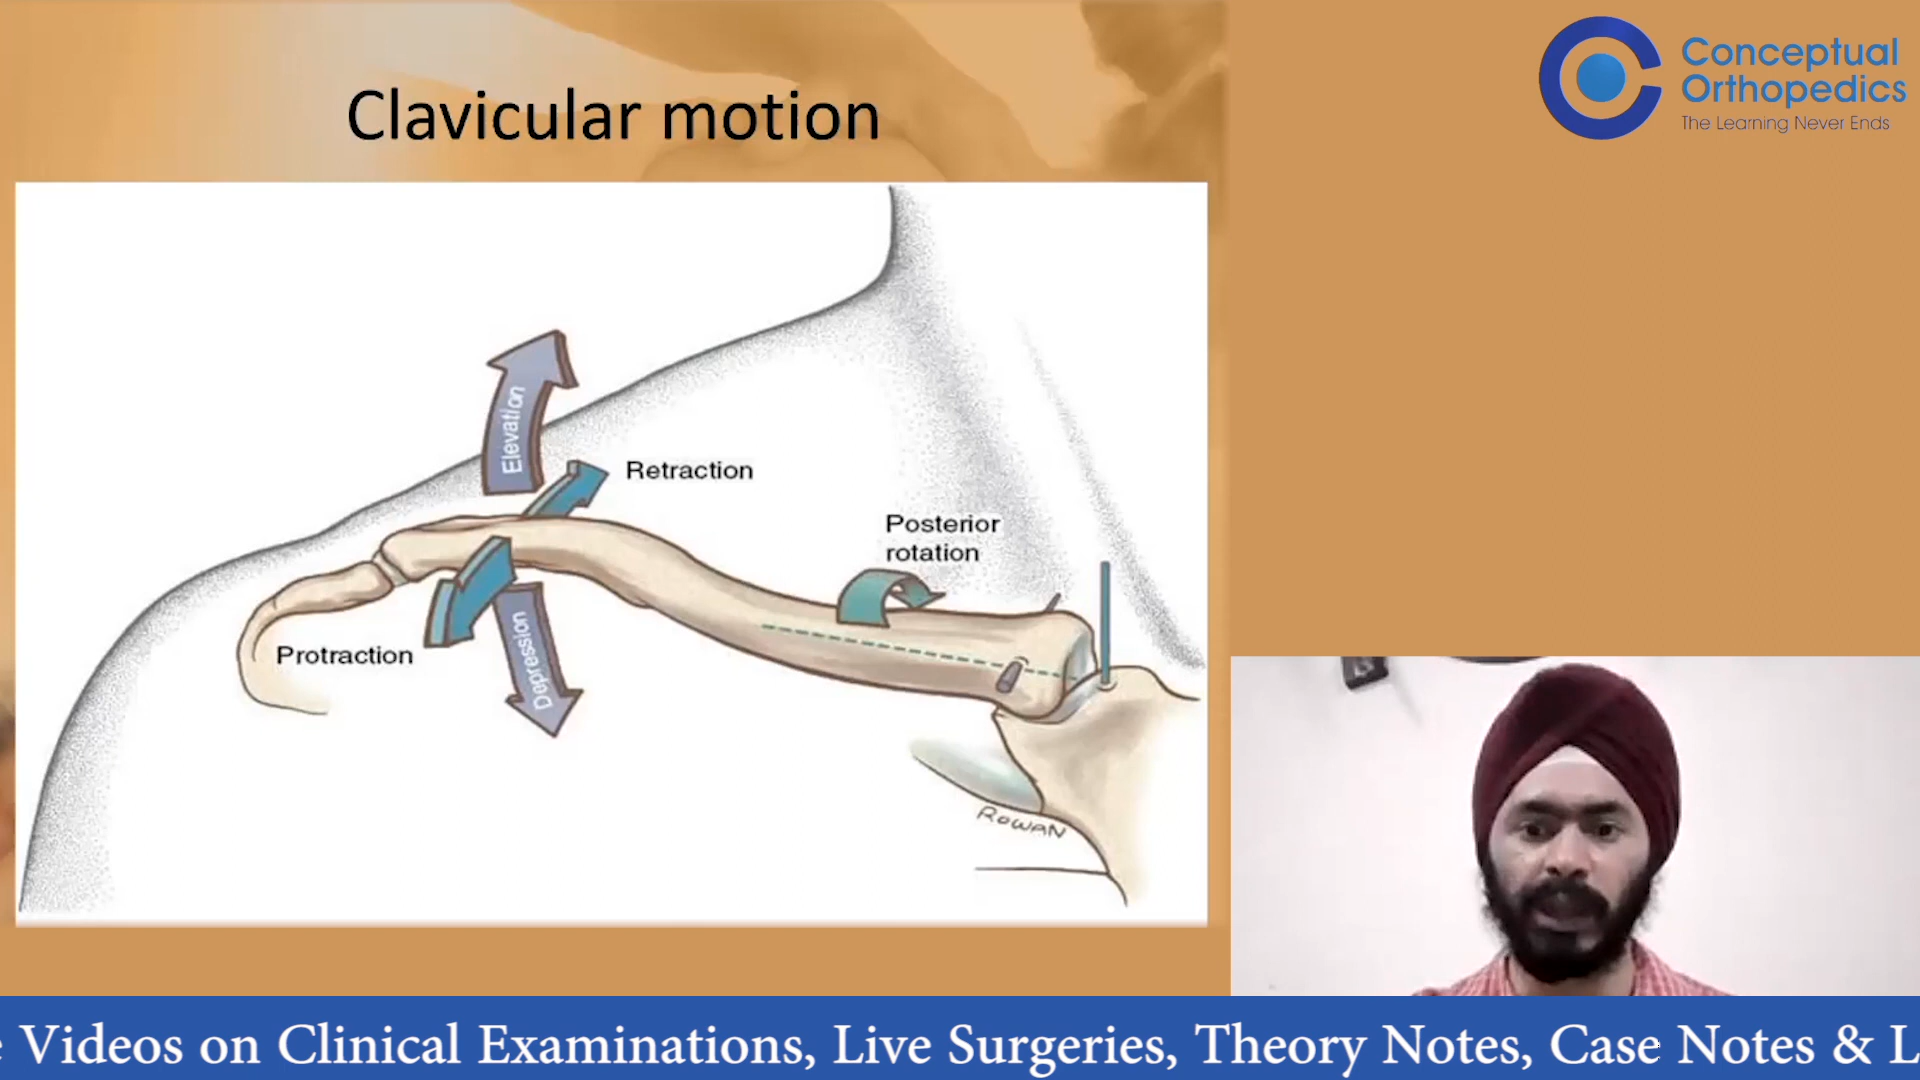 Conceptual
Orthopedics
The Learning Never Ends
Clavicular motion
Elevation
Retraction
Posterior
rotation
Protraction
Depression
ROWAN
Videos on Clinical Examinations, Live Surgeries, Theory Notes, Case Notes & L